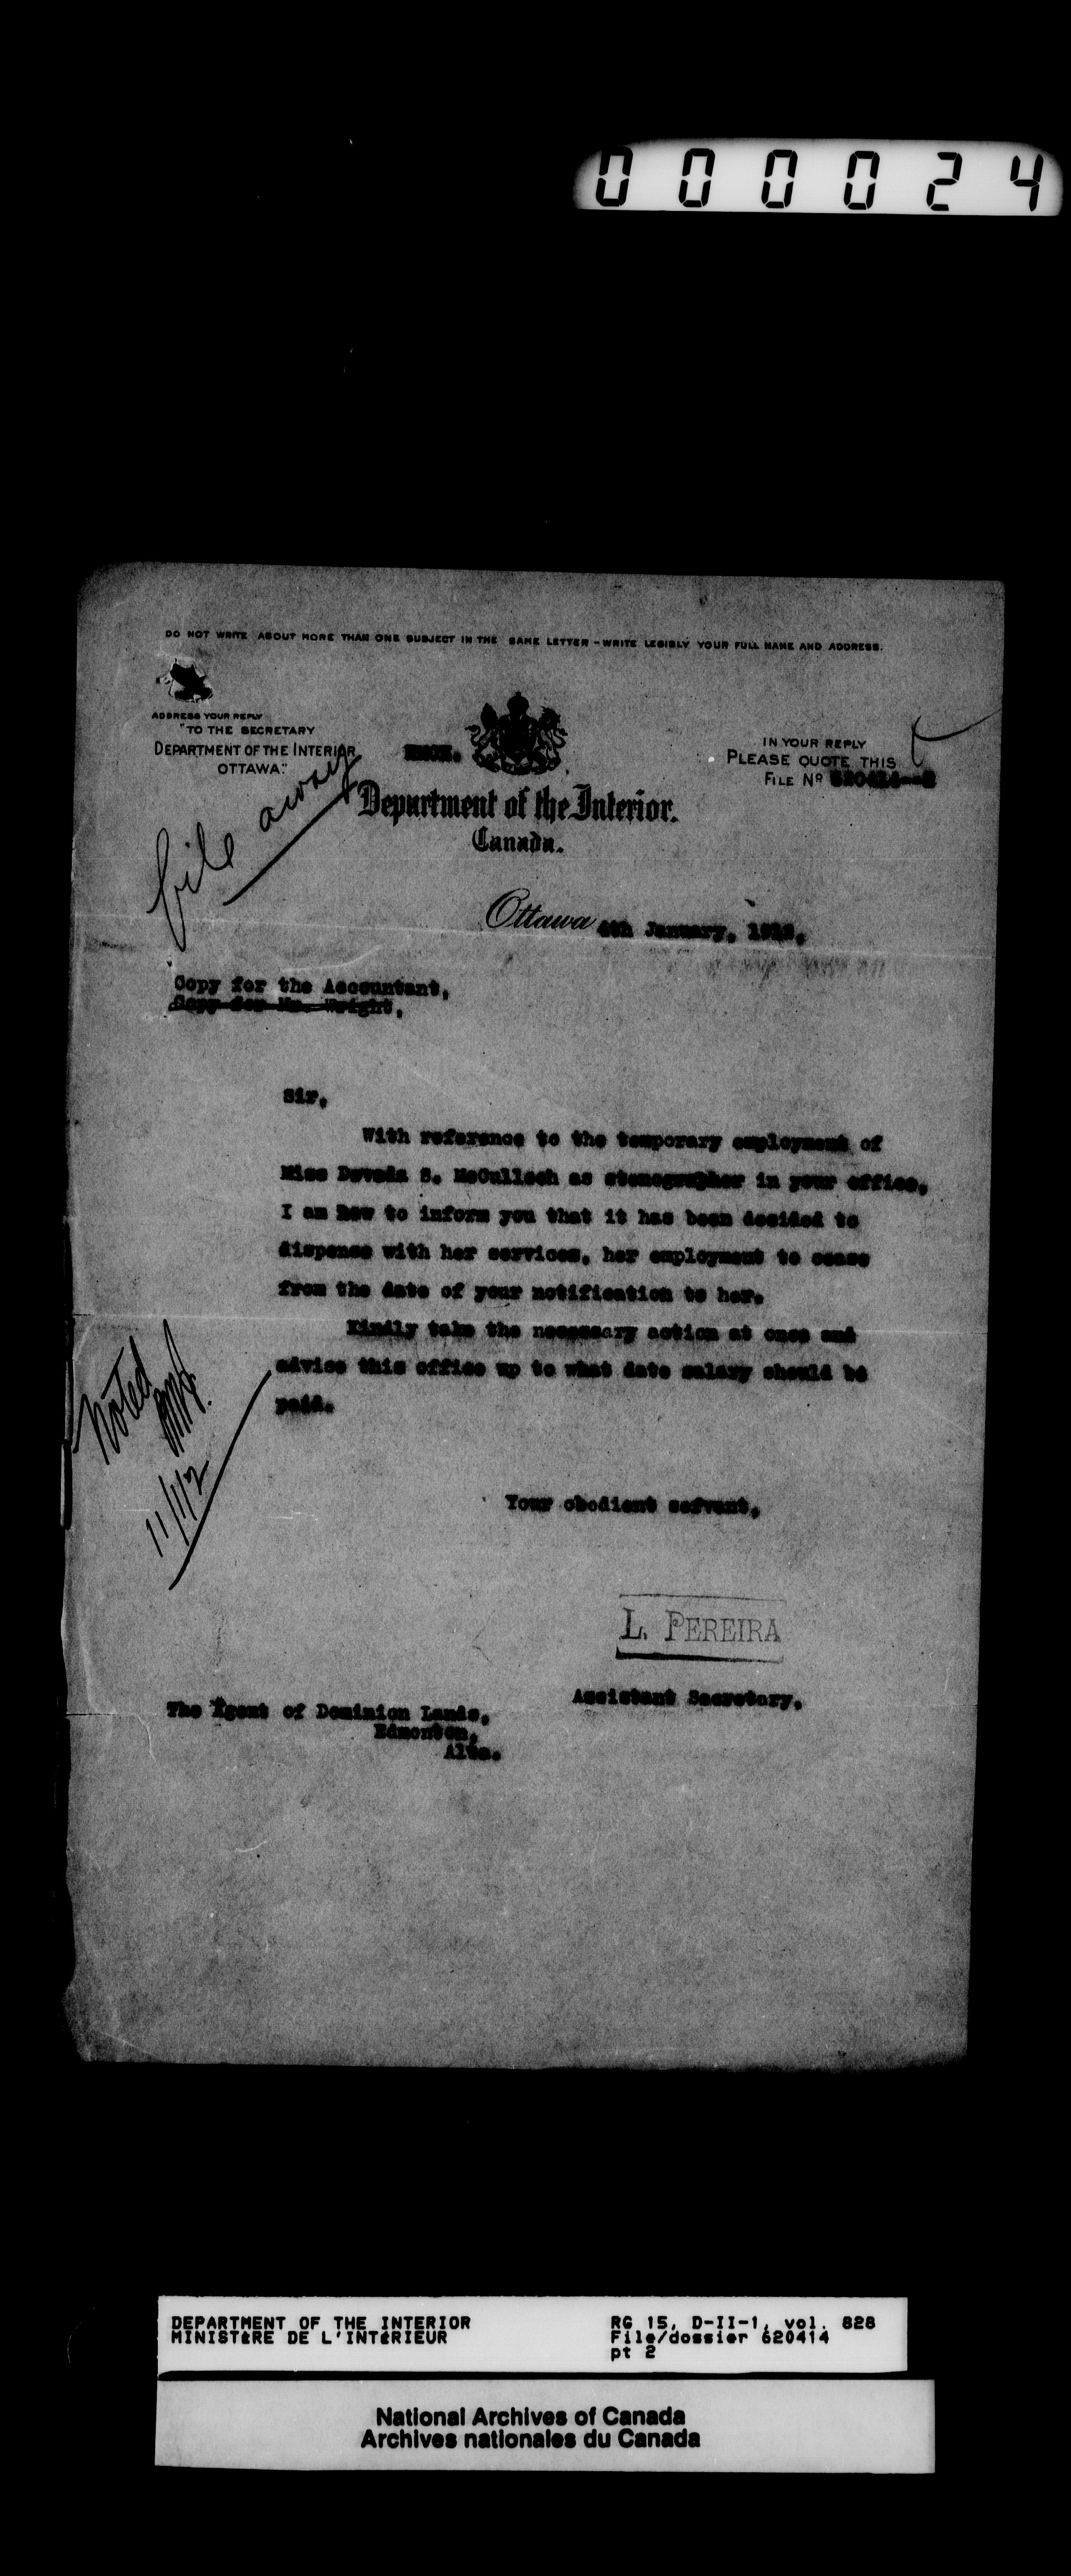 000024
DO NOT WRITE ABOUT MORE THAN ONE SUBJECT IN THE SAME LETTER - WRITE LEGIBLY YOUR FULL NAME AND ADDRESS.
ADDRESS YOUR REPLY
"TO THE SECRETARY
DEPARTMENT OF THE INTERIOR
OTTAWA."
IN YOUR REPLY
PLEASE QUOTE THIS
FILE No 620414--2
file away
Department of the Interior.
Canada.
Ottawa 4th January, 1912.
Copy for the Accountant,
Copy for Mr. Wright,
Sir,
With reference to the temporary employment of
Miss S. McCulloch as stenographer in your office,
I am now to inform you that it has been decided to
dispense with her services, her employment to cease
from the date of your notification to her.
Kindly take the necessary action at once and
advise this office up to what date salary should be
paid.
Noted
11/1/12
Your obedient servant,
L. PEREIRA
Assistant Secretary.
The Agent of Dominion Lands,
Edmonton,
Alta.
DEPARTMENT OF THE INTERIOR
MINISTÈRE DE L'INTÉRIEUR
RG 15, D-II-1, vol. 828
File/dossier 620414
pt 2
National Archives of Canada
Archives nationales du Canada